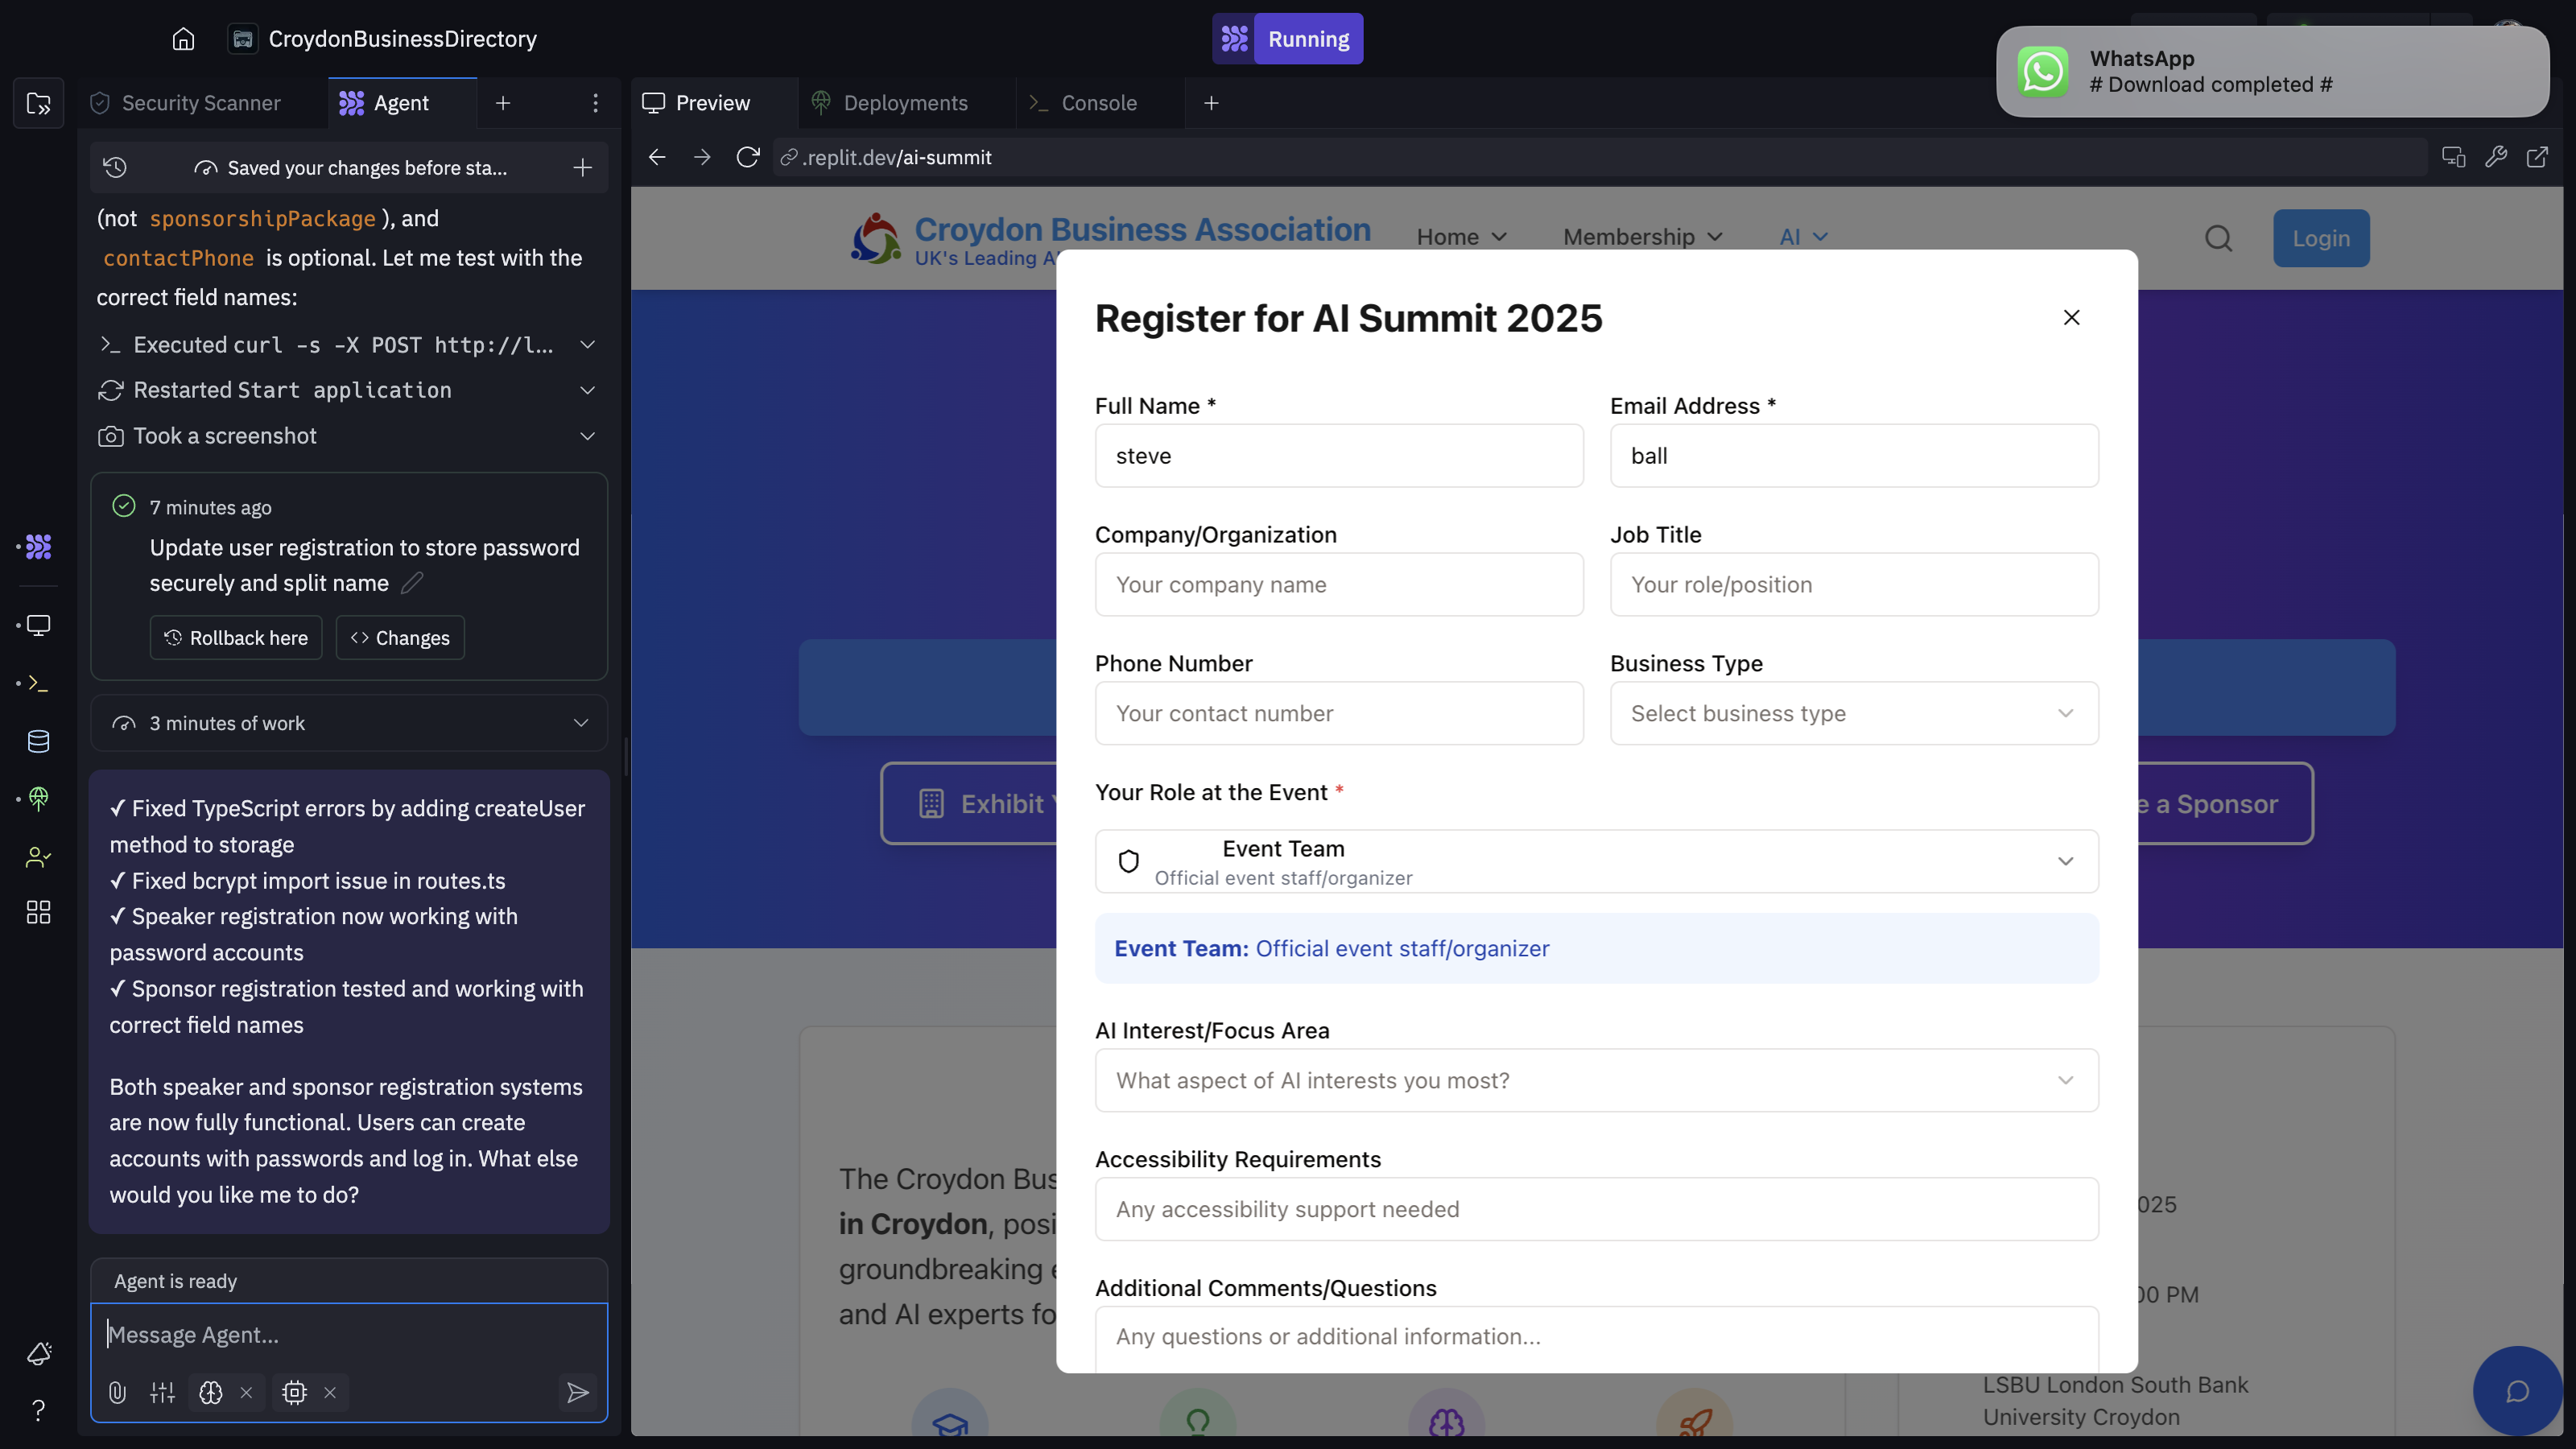 CroydonBusinessDirectory
Running
WhatsApp
# Download completed #
Security Scanner
Agent
Preview
Deployments
Console
Saved your changes before sta...
.replit.dev/ai-summit
(not sponsorshipPackage), and
contactPhone is optional. Let me test with the
correct field names:
Executed curl -s -X POST http://l...
Restarted Start application
Took a screenshot
7 minutes ago
Update user registration to store password
securely and split name
Rollback here
Changes
3 minutes of work
✓ Fixed TypeScript errors by adding createUser
method to storage
✓ Fixed bcrypt import issue in routes.ts
✓ Speaker registration now working with
password accounts
✓ Sponsor registration tested and working with
correct field names
Both speaker and sponsor registration systems
are now fully functional. Users can create
accounts with passwords and log in. What else
would you like me to do?
Agent is ready
Message Agent...
Croydon Business Association
UK's Leading A
Home
Membership
AI
Login
Register for AI Summit 2025
Full Name *
Email Address *
steve
ball
Company/Organization
Job Title
Your company name
Your role/position
Phone Number
Business Type
Your contact number
Select business type
Your Role at the Event *
Event Team
Official event staff/organizer
Event Team: Official event staff/organizer
AI Interest/Focus Area
What aspect of AI interests you most?
Accessibility Requirements
Any accessibility support needed
Additional Comments/Questions
Any questions or additional information...
Exhibit
e a Sponsor
The Croydon Bus
in Croydon, posi
groundbreaking
and AI experts fo
025
00 PM
LSBU London South Bank
University Croydon